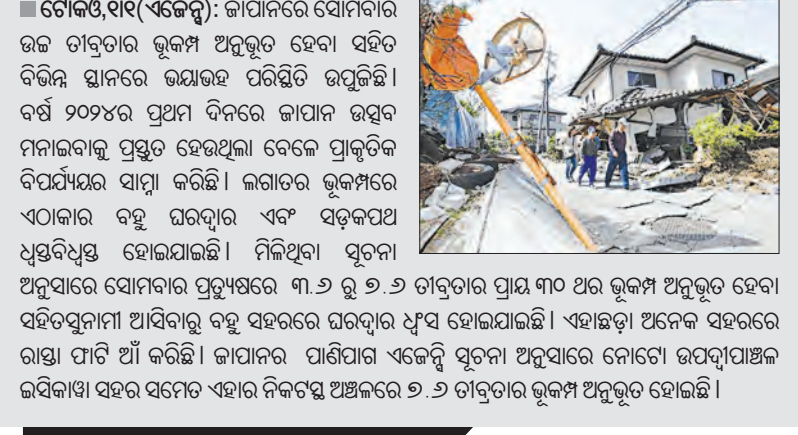 ■ ଟୋକିଓ,୧ା୧(ଏଜେନ୍ସି): ଜାପାନରେ ସୋମବାର
ଉଚ୍ଚ ତୀବ୍ରତାର ଭୂକମ୍ପ ଅନୁଭୂତ ହେବା ସହିତ
ବିଭିନ୍ନ ସ୍ଥାନରେ ଭୟାଭହ ପରିସ୍ଥିତି ଉପୁଜିଛି।
ବର୍ଷ ୨୦୨୪ର ପ୍ରଥମ ଦିନରେ ଜାପାନ ଉତ୍ସବ
ମନାଇବାକୁ ପ୍ରସ୍ତୁତ ହେଉଥିଲା ବେଳେ ପ୍ରାକୃତିକ
ବିପର୍ଯ୍ୟୟର ସାମ୍ନା କରିଛି। ଲଗାତର ଭୂକମ୍ପରେ
ଏଠାକାର ବହୁ ଘରଦ୍ୱାର ଏବଂ ସଡ଼କପଥ
ଧ୍ୱସ୍ତବିଧ୍ୱସ୍ତ ହୋଇଯାଇଛି। ମିଳିଥିବା ସୂଚନା
ଅନୁସାରେ ସୋମବାର ପ୍ରତ୍ୟୁଷରେ ୩.୬ ରୁ ୭.୬ ତୀବ୍ରତାର ପ୍ରାୟ ୩୦ ଥର ଭୂକମ୍ପ ଅନୁଭୂତ ହେବା
ସହିତସୁନାମୀ ଆସିବାରୁ ବହୁ ସହରରେ ଘରଦ୍ୱାର ଧ୍ୱଂସ ହୋଇଯାଇଛି। ଏହାଛଡ଼ା ଅନେକ ସହରରେ
ରାସ୍ତା ଫାଟି ଆଁ କରିଛି। ଜାପାନର ପାଣିପାଗ ଏଜେନ୍ସି ସୂଚନା ଅନୁସାରେ ନୋଟୋ ଉପଦ୍ୱୀପାଞ୍ଚଳ
ଇସିକାୱା ସହର ସମେତ ଏହାର ନିକଟସ୍ଥ ଅଞ୍ଚଳରେ ୭.୬ ତୀବ୍ରତାର ଭୂକମ୍ପ ଅନୁଭୂତ ହୋଇଛି।